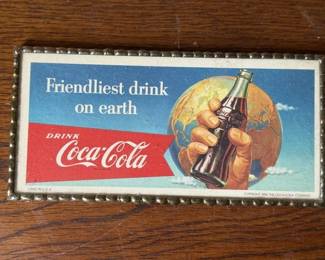 Friendliest drink
on earth
DRINK
Coca-Cola